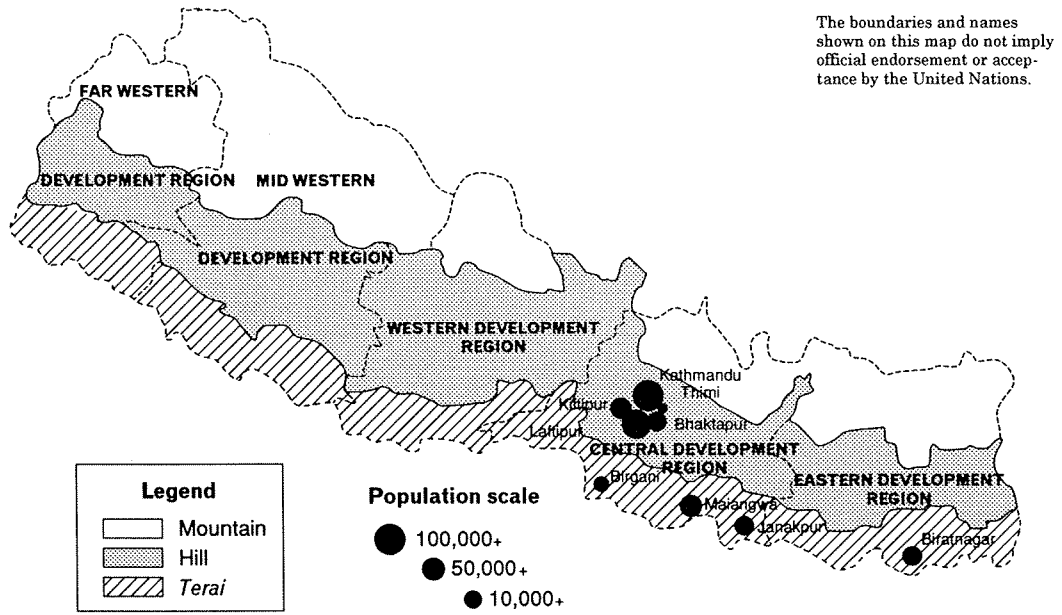 The boundaries and names
shown on this map do not imply
official endorsement or accep-
tance by the United Nations.
FAR WESTERN
DEVELOPMENT REGION
MID WESTERN
DEVELOPMENT REGION
WESTERN DEVELOPMENT
REGION
Kathmandu
Thimi
Kitipur
Bhaktapur
Laftipur
CENTRAL DEVELOPMENT
REGION
EASTERN DEVELOPMENT
REGION
Birganj
Malangwa
Janakpur
Biratnagar
Legend
Mountain
Hill
Terai
Population scale
100,000+
50,000+
10,000+